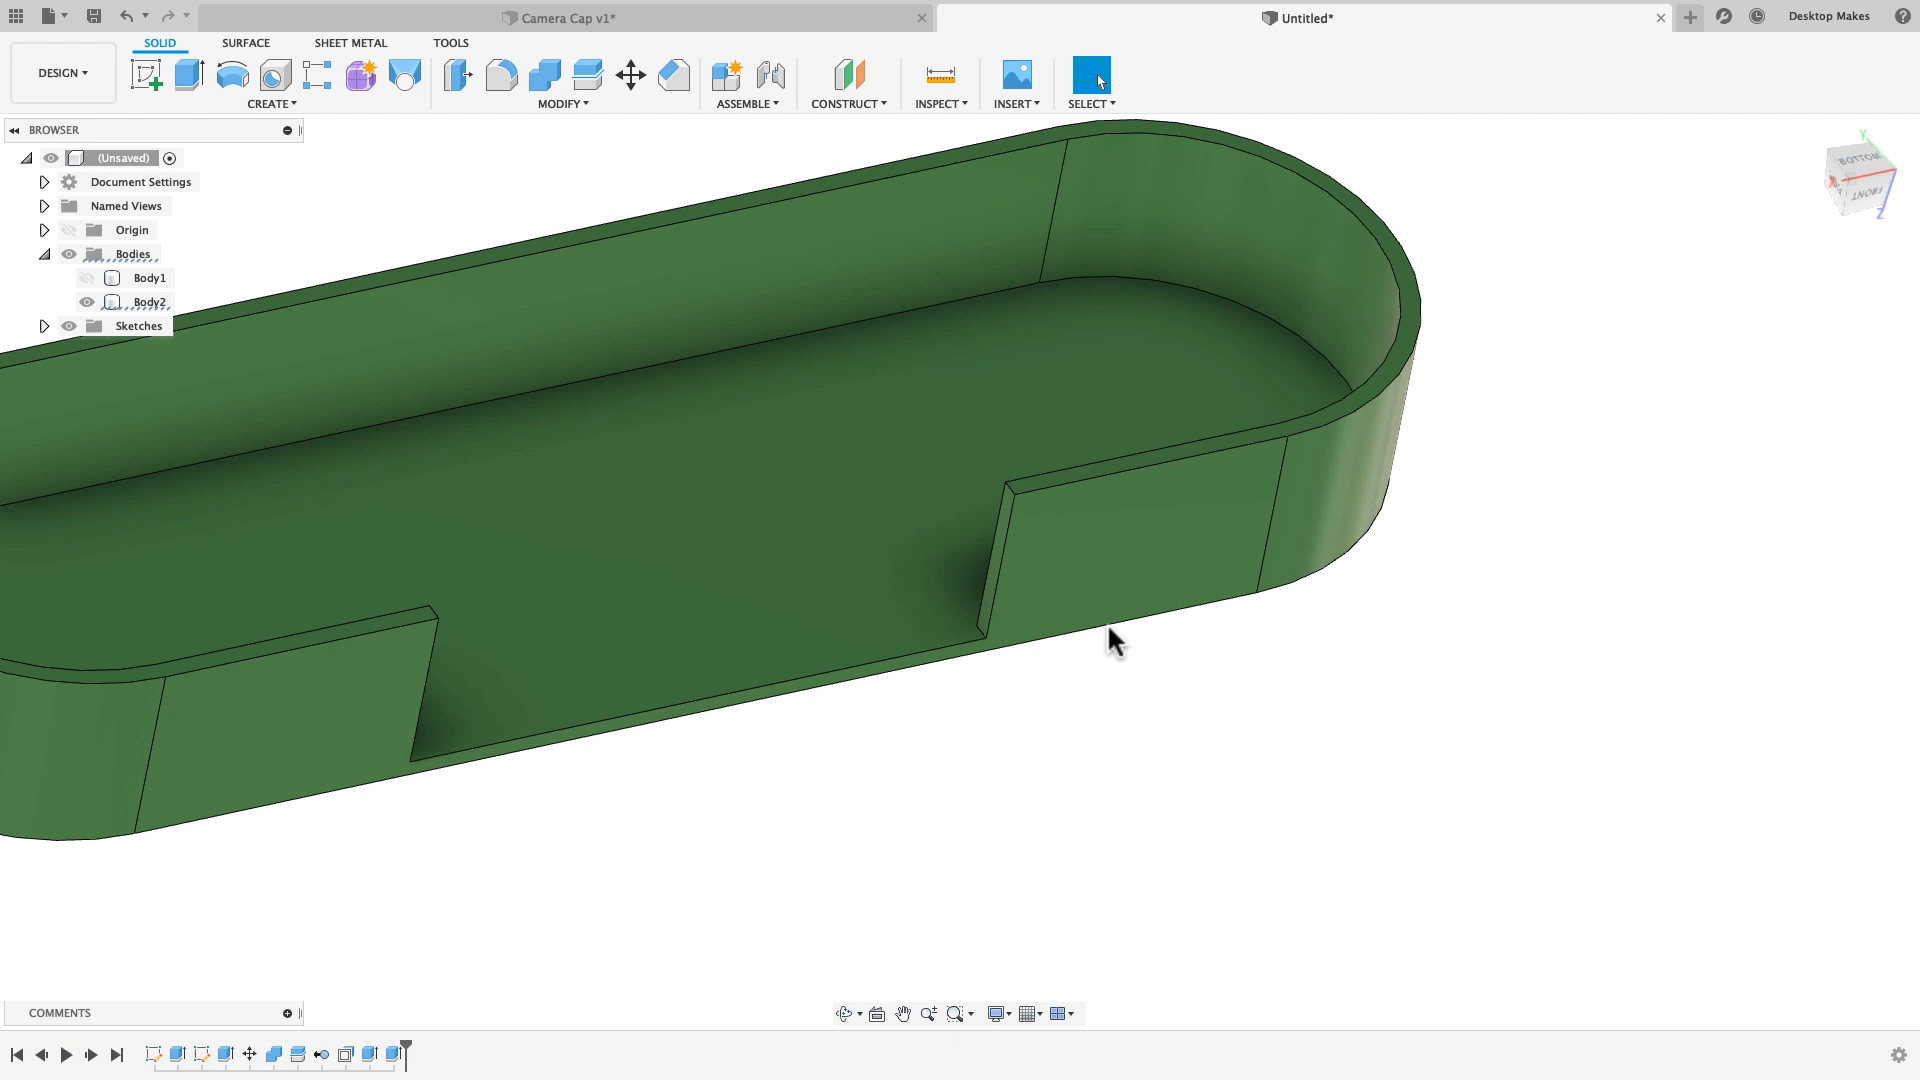 Camera Cap v1*
Untitled*
Desktop Makes
DESIGN
SOLID
SURFACE
SHEET METAL
TOOLS
CREATE
MODIFY
ASSEMBLE
CONSTRUCT
INSPECT
INSERT
SELECT
BROWSER
(Unsaved)
Document Settings
Named Views
Origin
Bodies
Body1
Body2
Sketches
Y
BOTTOM
X
FRONT
Z
COMMENTS